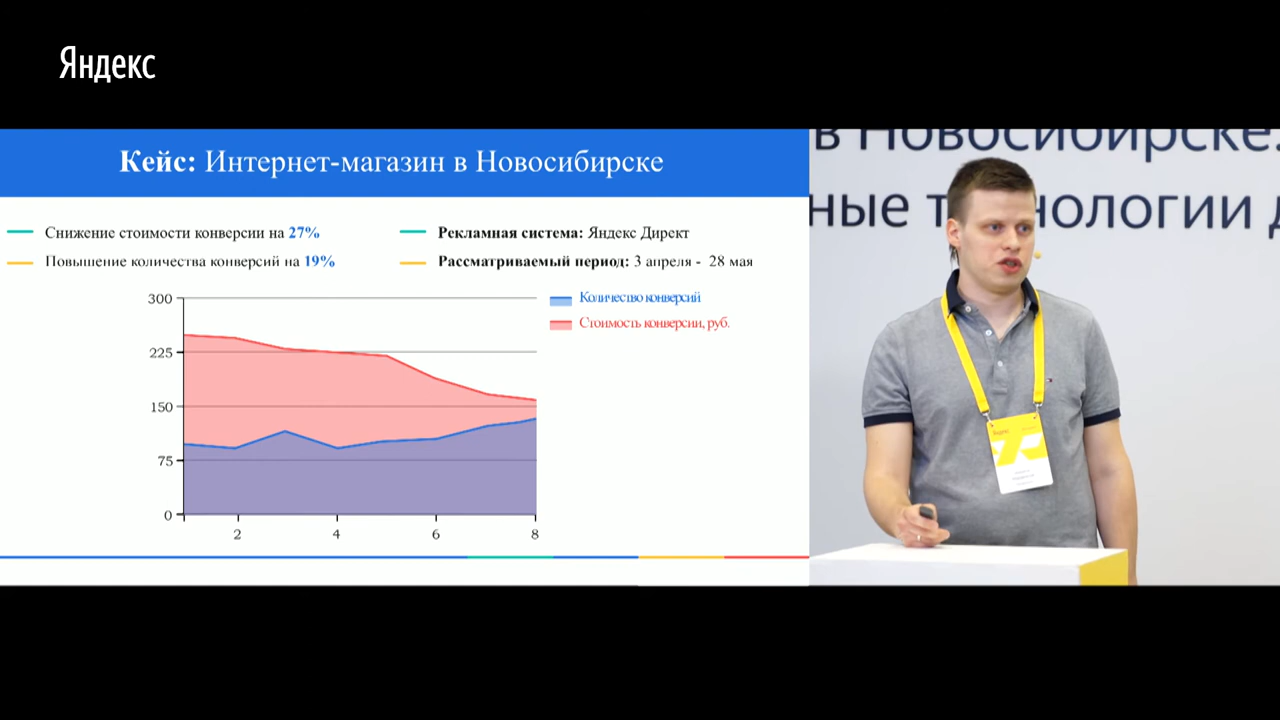 Яндекс
Кейс: Интернет-магазин в Новосибирске
Снижение стоимости конверсии на 27%
Повышение количества конверсий на 19%
Рекламная система: Яндекс Директ
Рассматриваемый период: 3 апреля - 28 мая
Количество конверсий
Стоимость конверсии, руб.
300
225
150
75
0
2 4 6 8
в Новосибирске.